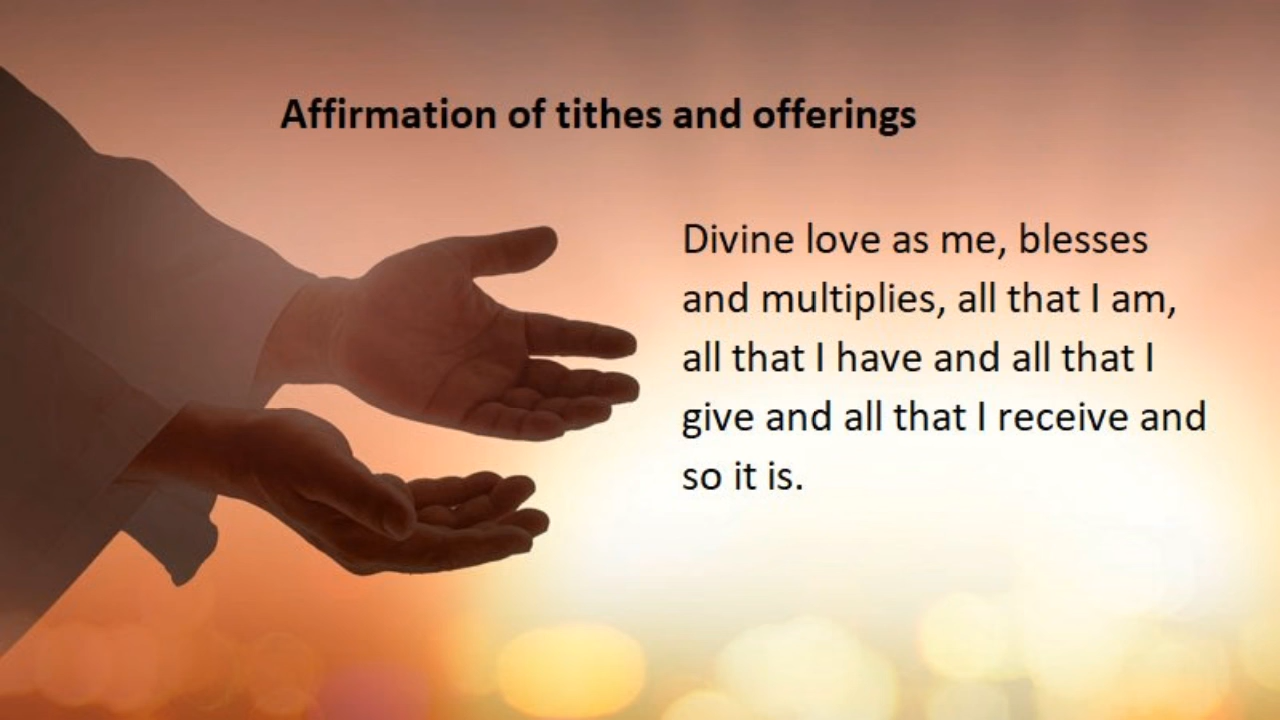 Affirmation of tithes and offerings
Divine love as me, blesses
and multiplies, all that I am,
all that I have and all that I
give and all that I receive and
so it is.